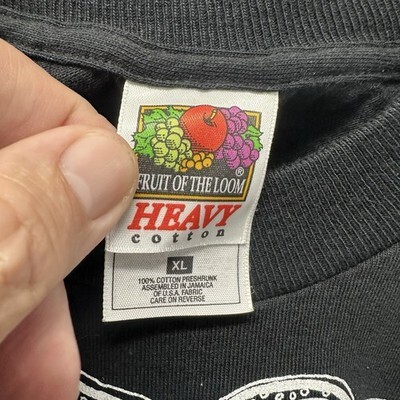 FRUIT OF THE LOOM®
HEAVY
cotton
XL
100% COTTON PRESHRUNK
ASSEMBLED IN JAMAICA
OF U.S.A. FABRIC
CARE ON REVERSE